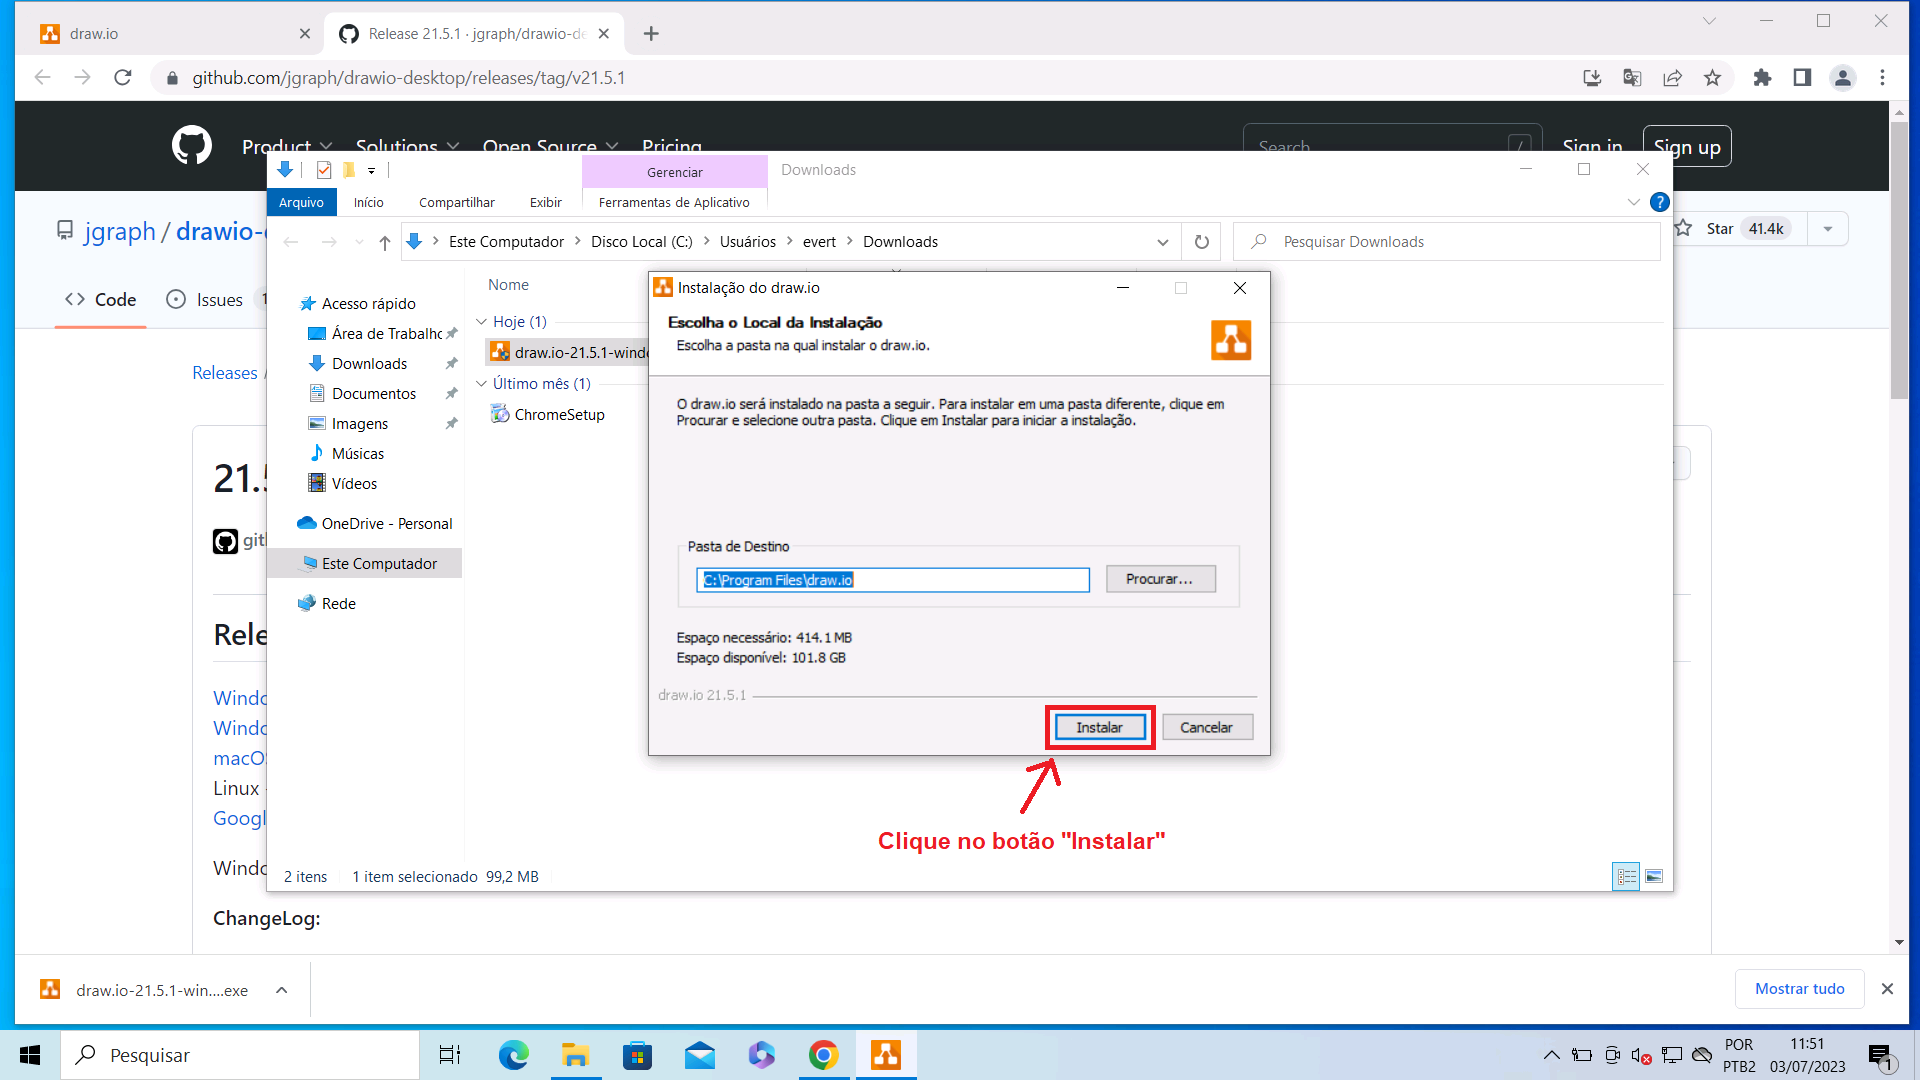 draw.io
Release 21.5.1 · jgraph/drawio-de
github.com/jgraph/drawio-desktop/releases/tag/v21.5.1
Product Solutions Open Source Pricing Search / Sign in Sign up
Gerenciar Downloads
Arquivo Início Compartilhar Exibir Ferramentas de Aplicativo
jgraph / drawio-
Star 41.4k
Este Computador Disco Local (C:) Usuários evert Downloads
Pesquisar Downloads
Code Issues 1
Nome
Acesso rápido
Área de Trabalho
Downloads
Documentos
Imagens
Músicas
Vídeos
OneDrive - Personal
Este Computador
Rede
Hoje (1)
draw.io-21.5.1-windo
Último mês (1)
ChromeSetup
Instalação do draw.io
Escolha o Local da Instalação
Escolha a pasta na qual instalar o draw.io.
O draw.io será instalado na pasta a seguir. Para instalar em uma pasta diferente, clique em
Procurar e selecione outra pasta. Clique em Instalar para iniciar a instalação.
Pasta de Destino
C:\Program Files\draw.io
Procurar...
Espaço necessário: 414.1 MB
Espaço disponível: 101.8 GB
draw.io 21.5.1
Instalar Cancelar
Clique no botão "Instalar"
2 itens 1 item selecionado 99,2 MB
Releases /
21.5
gitl
Rele
Windo
Windo
macO
Linux
Googl
Windo
ChangeLog:
draw.io-21.5.1-win....exe
Mostrar tudo
Pesquisar
POR
PTB2
11:51
03/07/2023
1